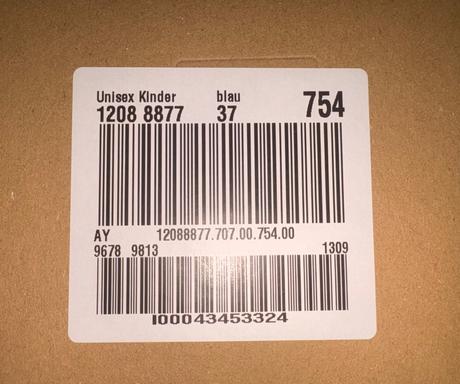 Unisex Kinder blau 754
1208 8877 37
AY 12088877.707.00.754.00
9678 9813 1309
I00043453324